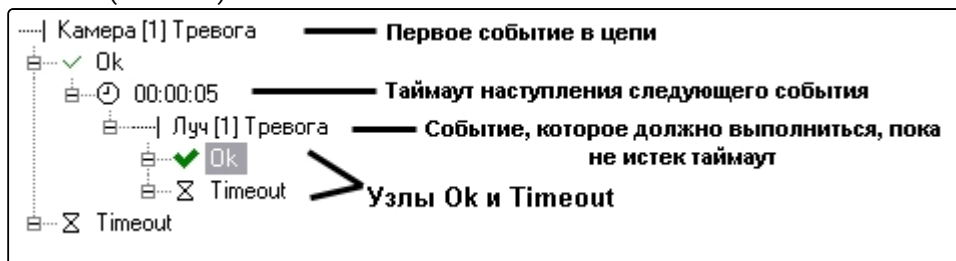 Камера [1] Тревога Первое событие в цепи
Ok
00:00:05 Таймаут наступления следующего события
Луч [1] Тревога Событие, которое должно выполниться, пока
не истек таймаут
Ok
Timeout
Узлы Ok и Timeout
Timeout